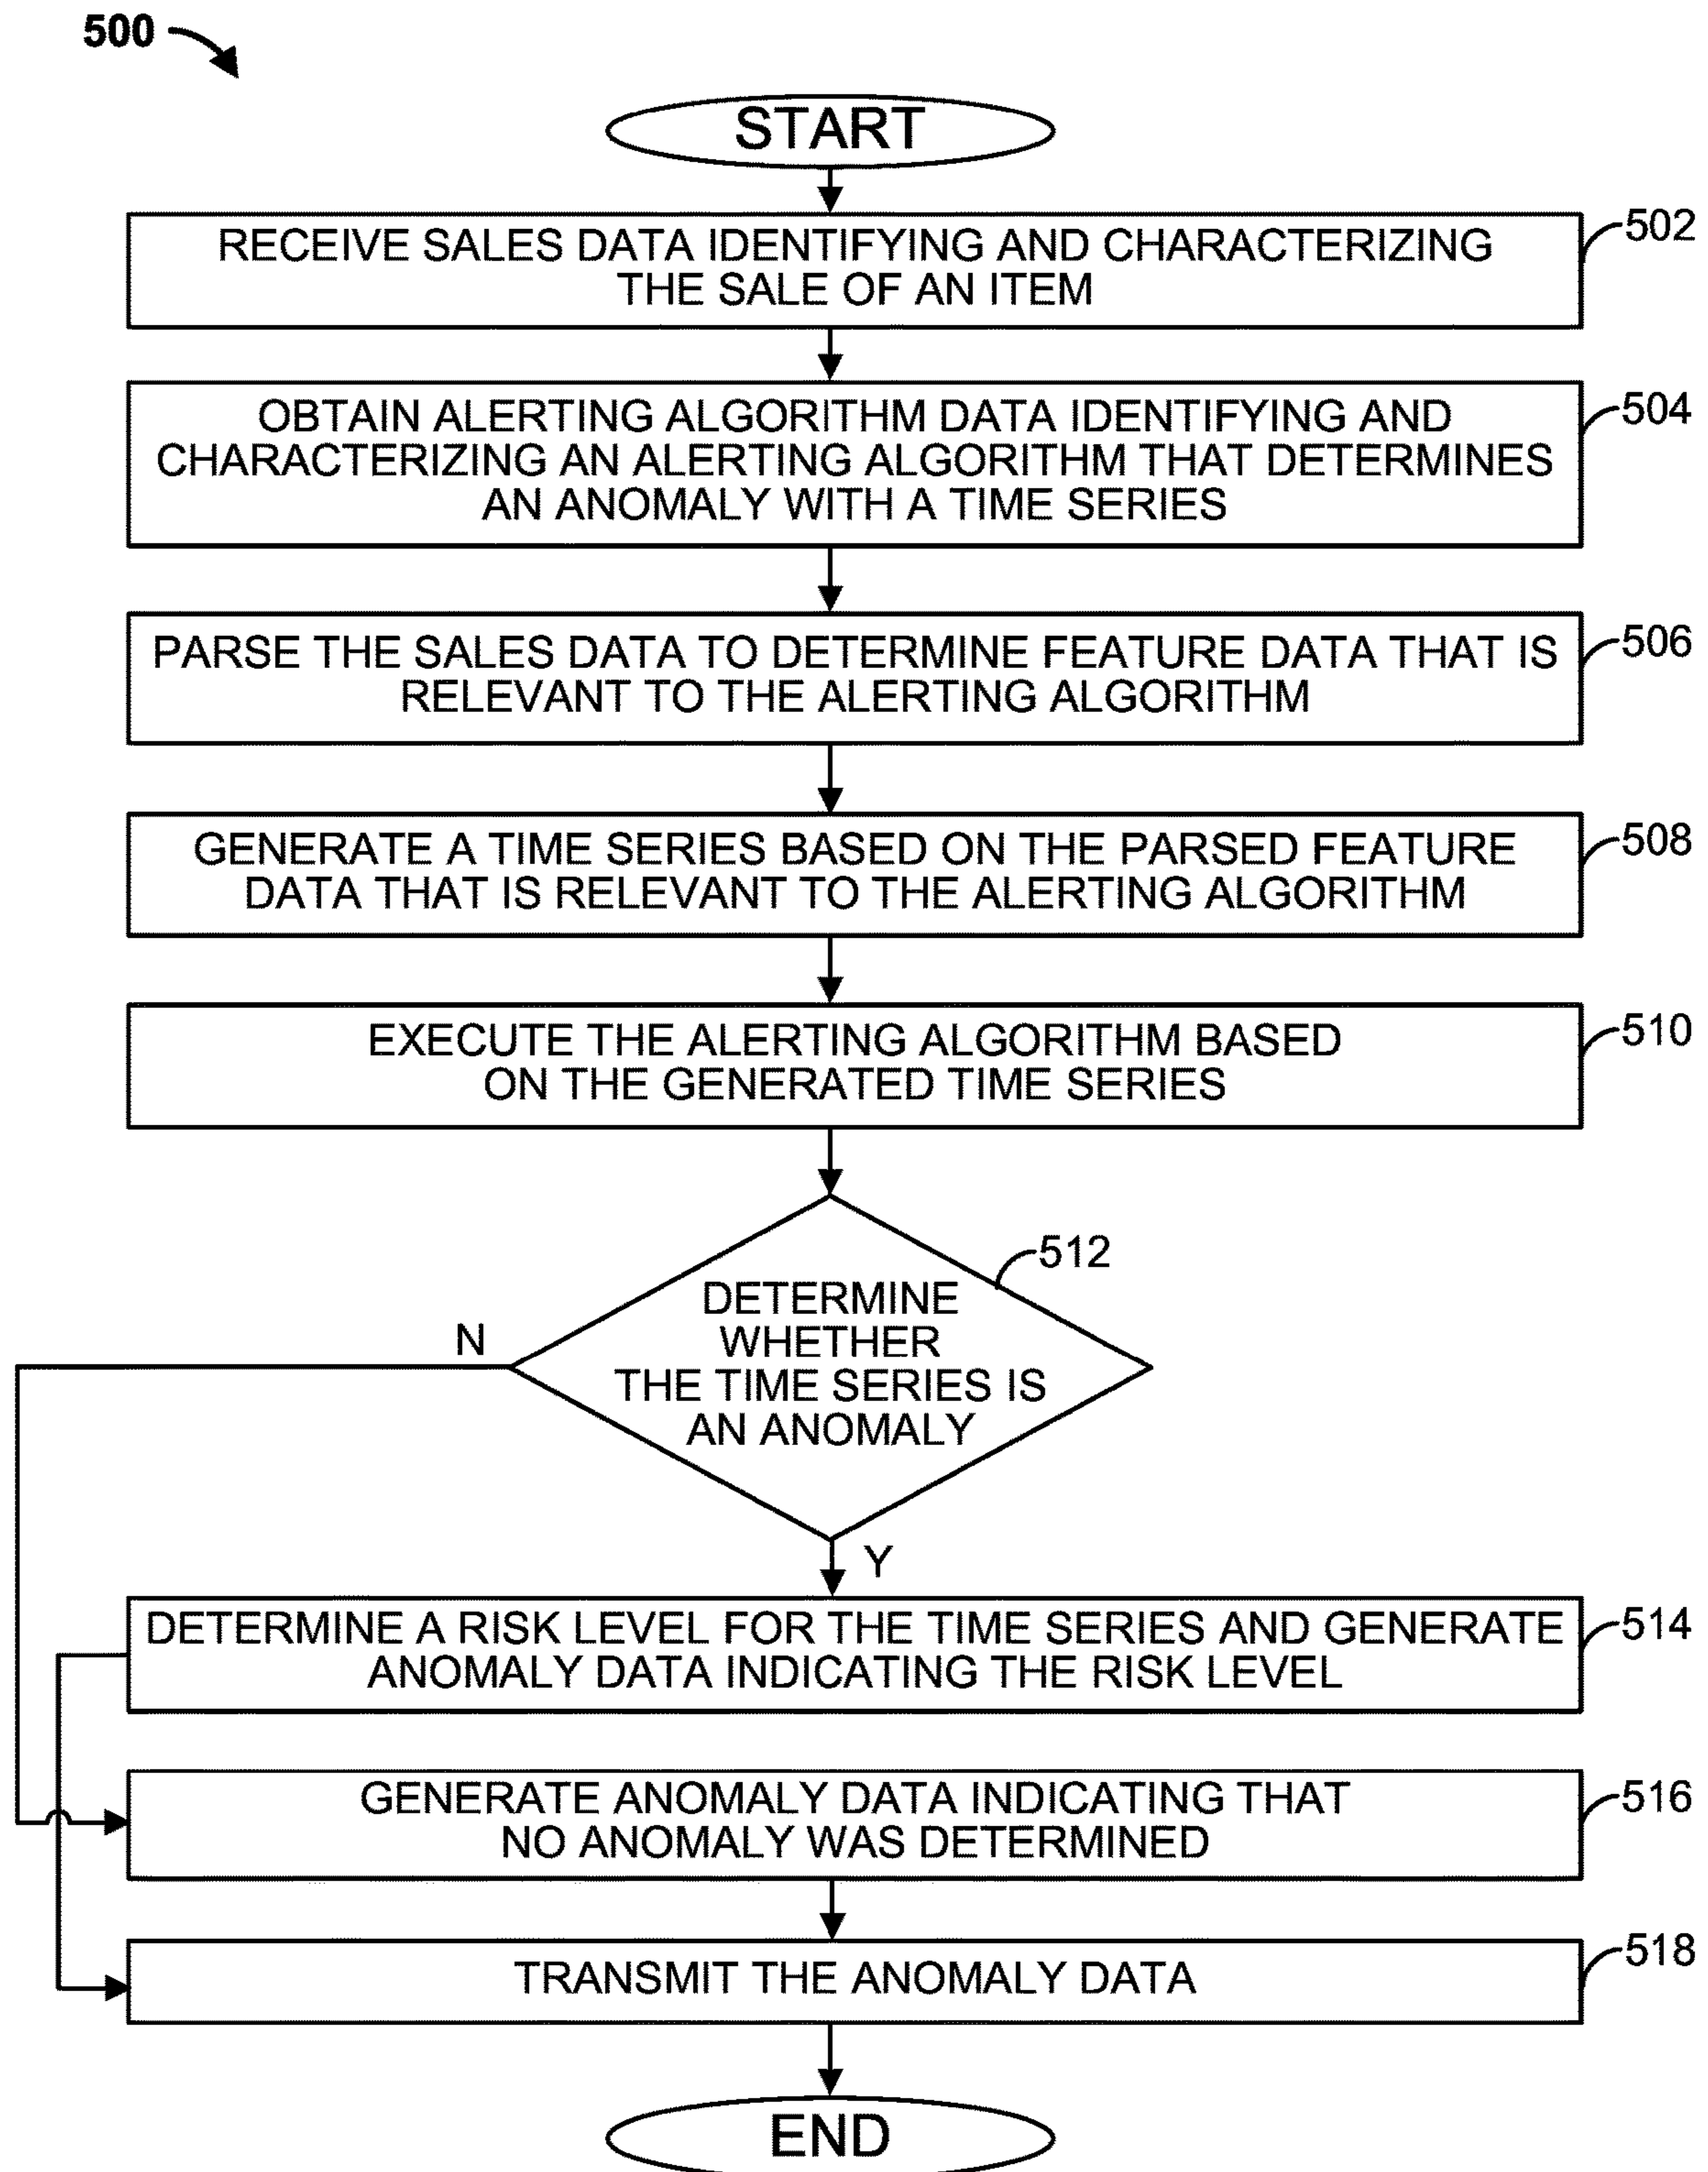 500
START
RECEIVE SALES DATA IDENTIFYING AND CHARACTERIZING
THE SALE OF AN ITEM
502
OBTAIN ALERTING ALGORITHM DATA IDENTIFYING AND
CHARACTERIZING AN ALERTING ALGORITHM THAT DETERMINES
AN ANOMALY WITH A TIME SERIES
504
PARSE THE SALES DATA TO DETERMINE FEATURE DATA THAT IS
RELEVANT TO THE ALERTING ALGORITHM
506
GENERATE A TIME SERIES BASED ON THE PARSED FEATURE
DATA THAT IS RELEVANT TO THE ALERTING ALGORITHM
508
EXECUTE THE ALERTING ALGORITHM BASED
ON THE GENERATED TIME SERIES
510
512
DETERMINE
WHETHER
THE TIME SERIES IS
AN ANOMALY
N
Y
DETERMINE A RISK LEVEL FOR THE TIME SERIES AND GENERATE
ANOMALY DATA INDICATING THE RISK LEVEL
514
GENERATE ANOMALY DATA INDICATING THAT
NO ANOMALY WAS DETERMINED
516
TRANSMIT THE ANOMALY DATA
518
END